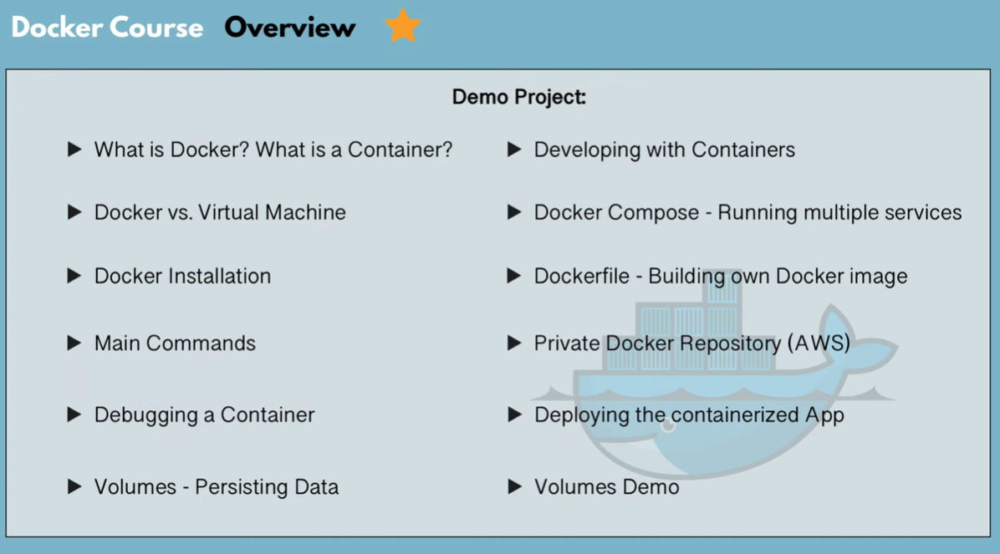 Docker Course Overview
Demo Project:
What is Docker? What is a Container?
Docker vs. Virtual Machine
Docker Installation
Main Commands
Debugging a Container
Volumes - Persisting Data
Developing with Containers
Docker Compose - Running multiple services
Dockerfile - Building own Docker image
Private Docker Repository (AWS)
Deploying the containerized App
Volumes Demo